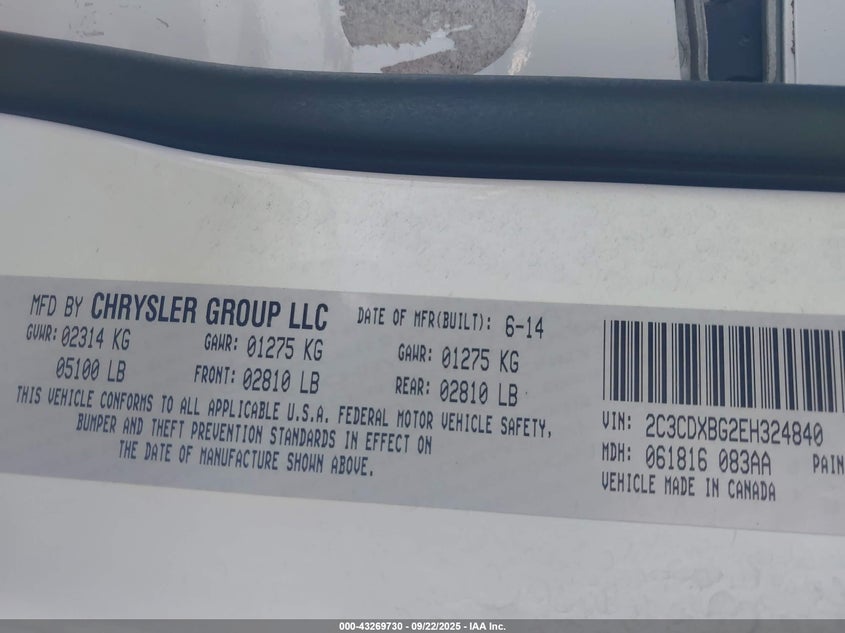 MFD BY CHRYSLER GROUP LLC DATE OF MFR(BUILT): 6-14
GVWR: 02314 KG GAWR: 01275 KG GAWR: 01275 KG
05100 LB FRONT: 02810 LB REAR: 02810 LB
THIS VEHICLE CONFORMS TO ALL APPLICABLE U.S.A. FEDERAL MOTOR VEHICLE SAFETY,
BUMPER AND THEFT PREVENTION STANDARDS IN EFFECT ON
THE DATE OF MANUFACTURE SHOWN ABOVE.
VIN: 2C3CDXBG2EH324840
MDH: 061816 083AA PAIN
VEHICLE MADE IN CANADA
000-43269730 - 09/22/2025 - IAA Inc.